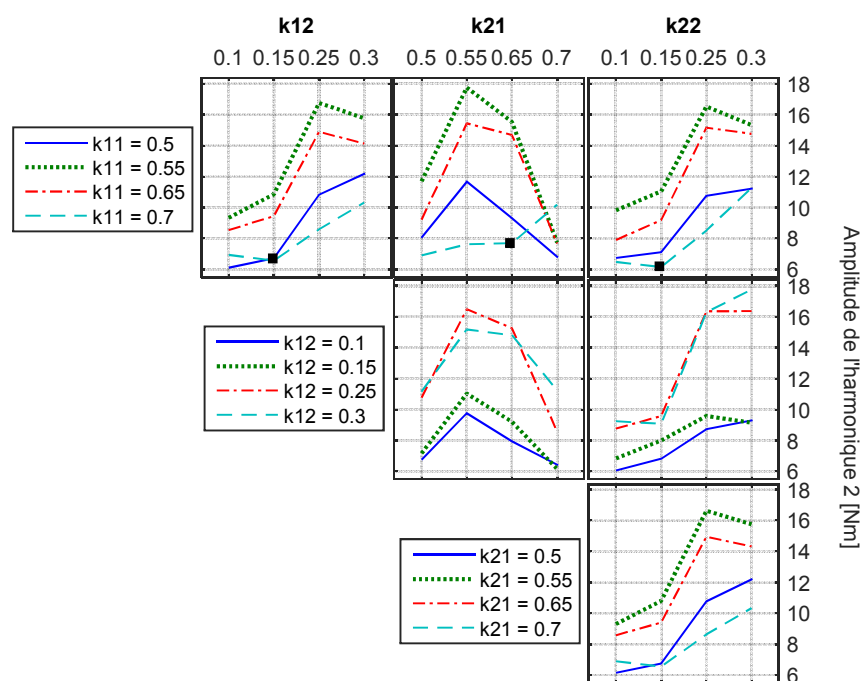 k12 k21 k22
0.1 0.15 0.25 0.3 0.5 0.55 0.65 0.7 0.1 0.15 0.25 0.3
18
16
14
12
10
8
6
k11 = 0.5
k11 = 0.55
k11 = 0.65
k11 = 0.7
18
16
14
12
10
8
6
k12 = 0.1
k12 = 0.15
k12 = 0.25
k12 = 0.3
18
16
14
12
10
8
6
k21 = 0.5
k21 = 0.55
k21 = 0.65
k21 = 0.7
Amplitude de l'harmonique 2 [Nm]